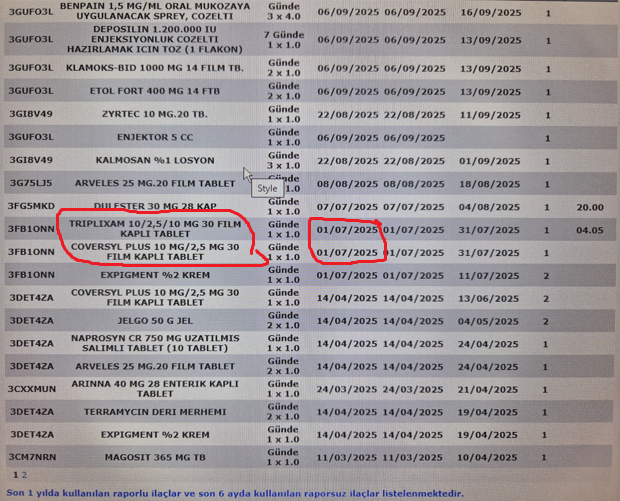 3GUFO3L BENPAIN 1,5 MG/ML ORAL MUKOZAYA UYGULANACAK SPREY, COZELTI Günde 3 x 4.0 06/09/2025 06/09/2025 16/09/2025 1
3GUFO3L DEPOSILIN 1.200.000 IU ENJEKSIYONLUK COZELTI HAZIRLAMAK ICIN TOZ (1 FLAKON) 7 Günde 1 x 1.0 06/09/2025 06/09/2025 13/09/2025 1
3GUFO3L KLAMOKS-BID 1000 MG 14 FILM TB. Günde 2 x 1.0 06/09/2025 06/09/2025 13/09/2025 1
3GUFO3L ETOL FORT 400 MG 14 FTB Günde 2 x 1.0 06/09/2025 06/09/2025 13/09/2025 1
3GI8V49 ZYRTEC 10 MG.20 TB. Günde 1 x 1.0 22/08/2025 22/08/2025 11/09/2025 1
3GUFO3L ENJEKTOR 5 CC Günde 1 x 1.0 06/09/2025 06/09/2025 1
3GI8V49 KALMOSAN %1 LOSYON Günde 3 x 1.0 22/08/2025 22/08/2025 01/09/2025 1
3G75LJ5 ARVELES 25 MG.20 FILM TABLET x 1.0 08/08/2025 08/08/2025 18/08/2025 1
Style
3FG5MKD DULESTER 30 MG 28 KAP Günde 1 x 1.0 07/07/2025 07/07/2025 04/08/2025 1 20.00
3FB1ONN TRIPLIXAM 10/2,5/10 MG 30 FILM KAPLI TABLET Günde 1 x 1.0 01/07/2025 01/07/2025 31/07/2025 1 04.05
3FB1ONN COVERSYL PLUS 10 MG/2,5 MG 30 FILM KAPLI TABLET Günde 1 x 1.0 01/07/2025 01/07/2025 31/07/2025 1
3FB1ONN EXPIGMENT %2 KREM Günde 1 x 1.0 01/07/2025 01/07/2025 11/07/2025 2
3DET4ZA COVERSYL PLUS 10 MG/2,5 MG 30 FILM KAPLI TABLET Günde 1 x 1.0 14/04/2025 14/04/2025 13/06/2025 2
3DET4ZA JELGO 50 G JEL Günde 2 x 1.0 14/04/2025 14/04/2025 04/05/2025 2
3DET4ZA NAPROSYN CR 750 MG UZATILMIS SALIMLI TABLET (10 TABLET) Günde 1 x 1.0 14/04/2025 14/04/2025 24/04/2025 1
3DET4ZA ARVELES 25 MG.20 FILM TABLET Günde 2 x 1.0 14/04/2025 14/04/2025 24/04/2025 1
3CXXMUN ARINNA 40 MG 28 ENTERIK KAPLI TABLET Günde 1 x 1.0 24/03/2025 24/03/2025 21/04/2025 1
3DET4ZA TERRAMYCIN DERI MERHEMI Günde 2 x 1.0 14/04/2025 14/04/2025 19/04/2025 1
3DET4ZA EXPIGMENT %2 KREM Günde 1 x 1.0 14/04/2025 14/04/2025 19/04/2025 1
3CM7NRN MAGOSIT 365 MG TB Günde 1 x 1.0 11/03/2025 11/03/2025 10/04/2025 1
1 2
Son 1 yılda kullanılan raporlu ilaçlar ve son 6 ayda kullanılan raporsuz ilaçlar listelenmektedir.